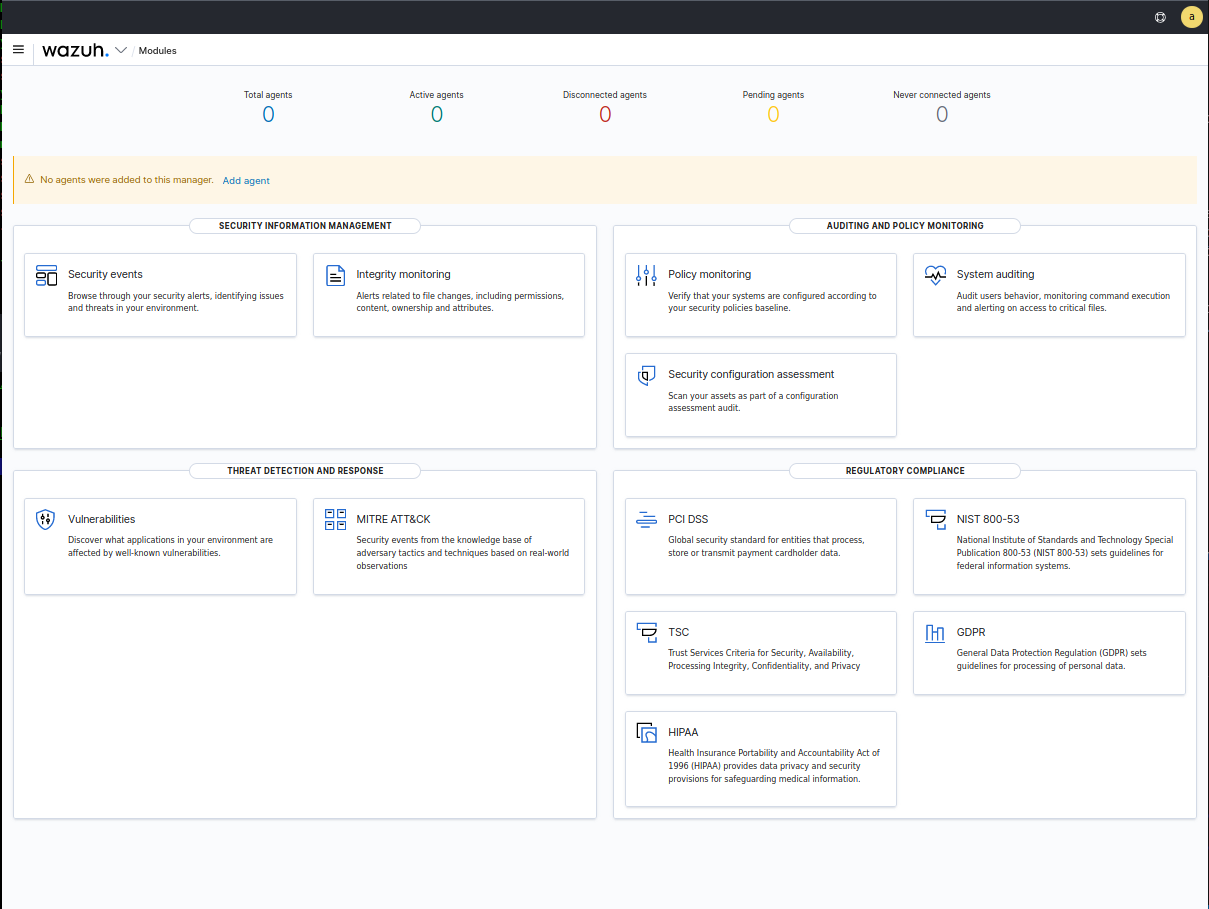 a
wazuh. / Modules
Total agents
0
Active agents
0
Disconnected agents
0
Pending agents
0
Never connected agents
0
No agents were added to this manager. Add agent
SECURITY INFORMATION MANAGEMENT
Security events
Browse through your security alerts, identifying issues
and threats in your environment.
Integrity monitoring
Alerts related to file changes, including permissions,
content, ownership and attributes.
AUDITING AND POLICY MONITORING
Policy monitoring
Verify that your systems are configured according to
your security policies baseline.
System auditing
Audit users behavior, monitoring command execution
and alerting on access to critical files.
Security configuration assessment
Scan your assets as part of a configuration
assessment audit.
THREAT DETECTION AND RESPONSE
Vulnerabilities
Discover what applications in your environment are
affected by well-known vulnerabilities.
MITRE ATT&CK
Security events from the knowledge base of
adversary tactics and techniques based on real-world
observations
REGULATORY COMPLIANCE
PCI DSS
Global security standard for entities that process,
store or transmit payment cardholder data.
NIST 800-53
National Institute of Standards and Technology Special
Publication 800-53 (NIST 800-53) sets guidelines for
federal information systems.
TSC
Trust Services Criteria for Security, Availability,
Processing Integrity, Confidentiality, and Privacy
GDPR
General Data Protection Regulation (GDPR) sets
guidelines for processing of personal data.
HIPAA
Health Insurance Portability and Accountability Act of
1996 (HIPAA) provides data privacy and security
provisions for safeguarding medical information.